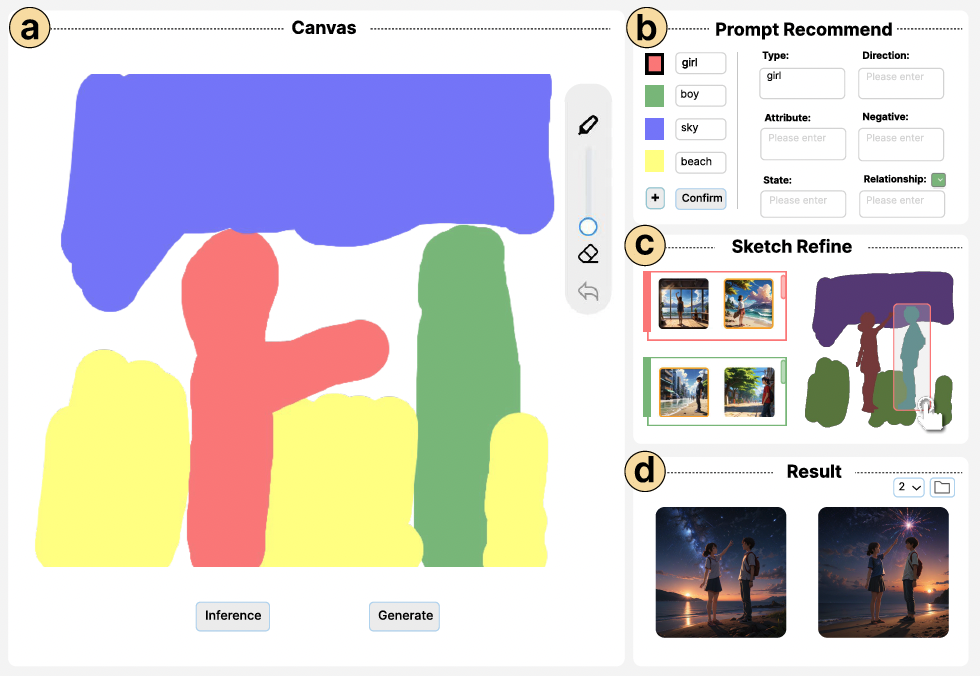 a
Canvas
Inference
Generate
b
Prompt Recommend
girl
boy
sky
beach
+
Confirm
Type:
girl
Direction:
Please enter
Attribute:
Please enter
Negative:
Please enter
State:
Please enter
Relationship:
Please enter
c
Sketch Refine
d
Result
2